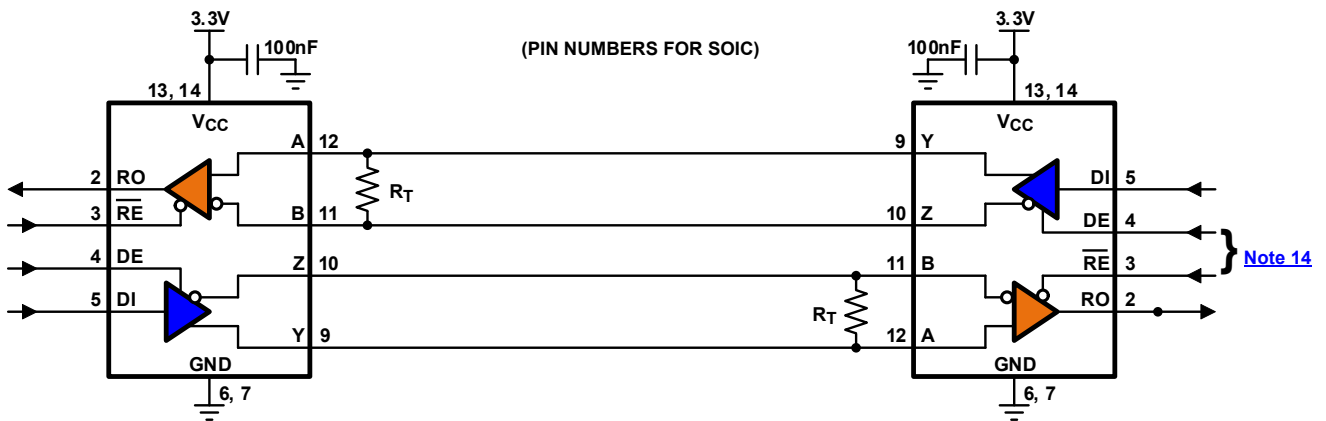 3.3V
3.3V
100nF
(PIN NUMBERS FOR SOIC)
100nF
13, 14
13, 14
VCC
VCC
A 12
9 Y
2 RO
RT
DI 5
3 RE
B 11
10 Z
DE 4
4 DE
Z 10
11 B
RE 3
} Note 14
5 DI
RT
RO 2
Y 9
12 A
GND
GND
6, 7
6, 7